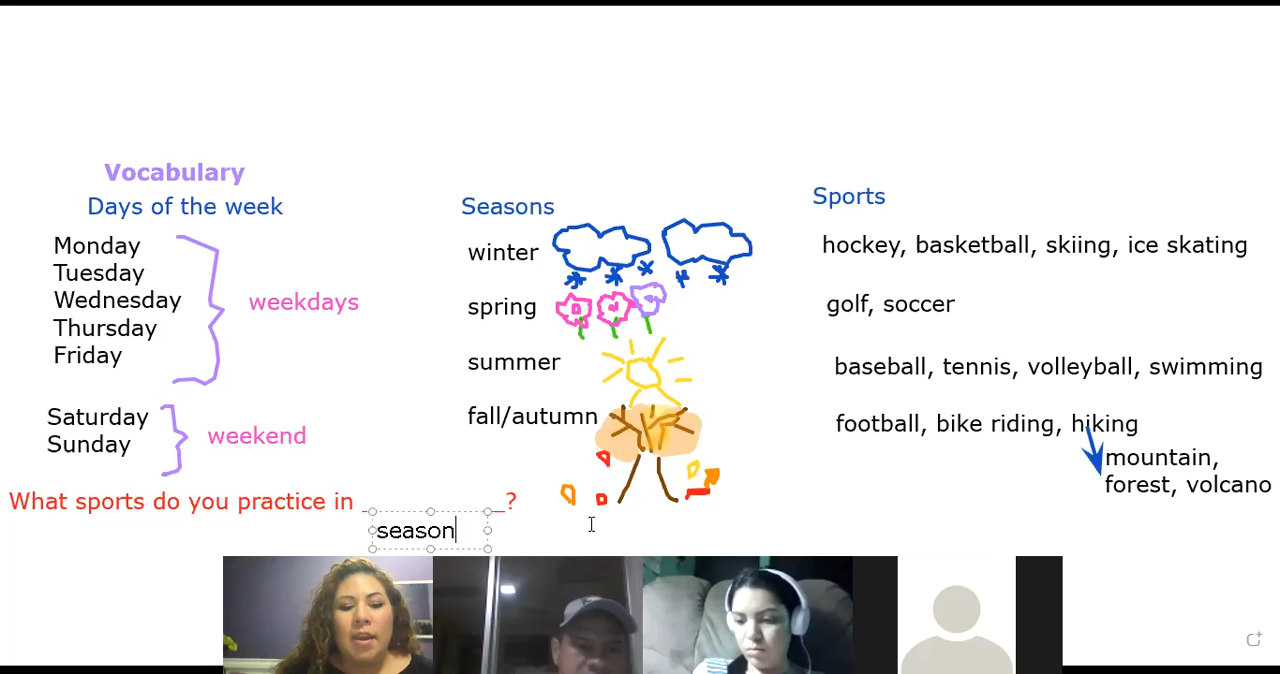 Vocabulary
Days of the week
Monday
Tuesday
Wednesday
Thursday
Friday
weekdays
Saturday
Sunday
weekend
Seasons
winter
spring
summer
fall/autumn
Sports
hockey, basketball, skiing, ice skating
golf, soccer
baseball, tennis, volleyball, swimming
football, bike riding, hiking
mountain,
forest, volcano
What sports do you practice in __________?
season